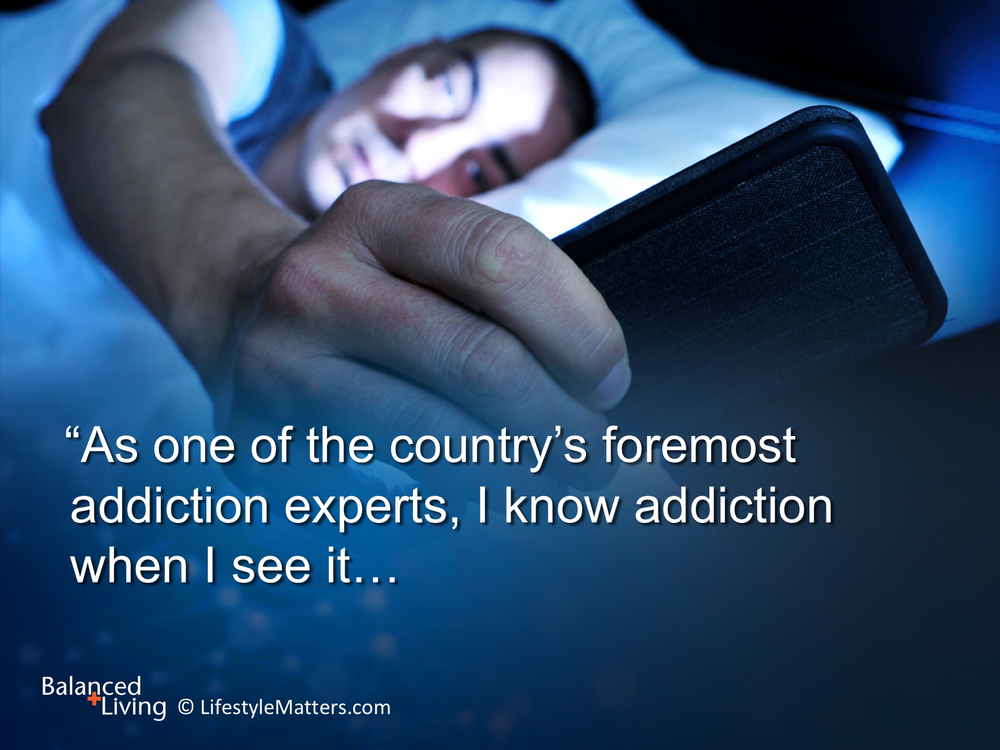 “As one of the country’s foremost
addiction experts, I know addiction
when I see it…
Balanced
Living © LifestyleMatters.com